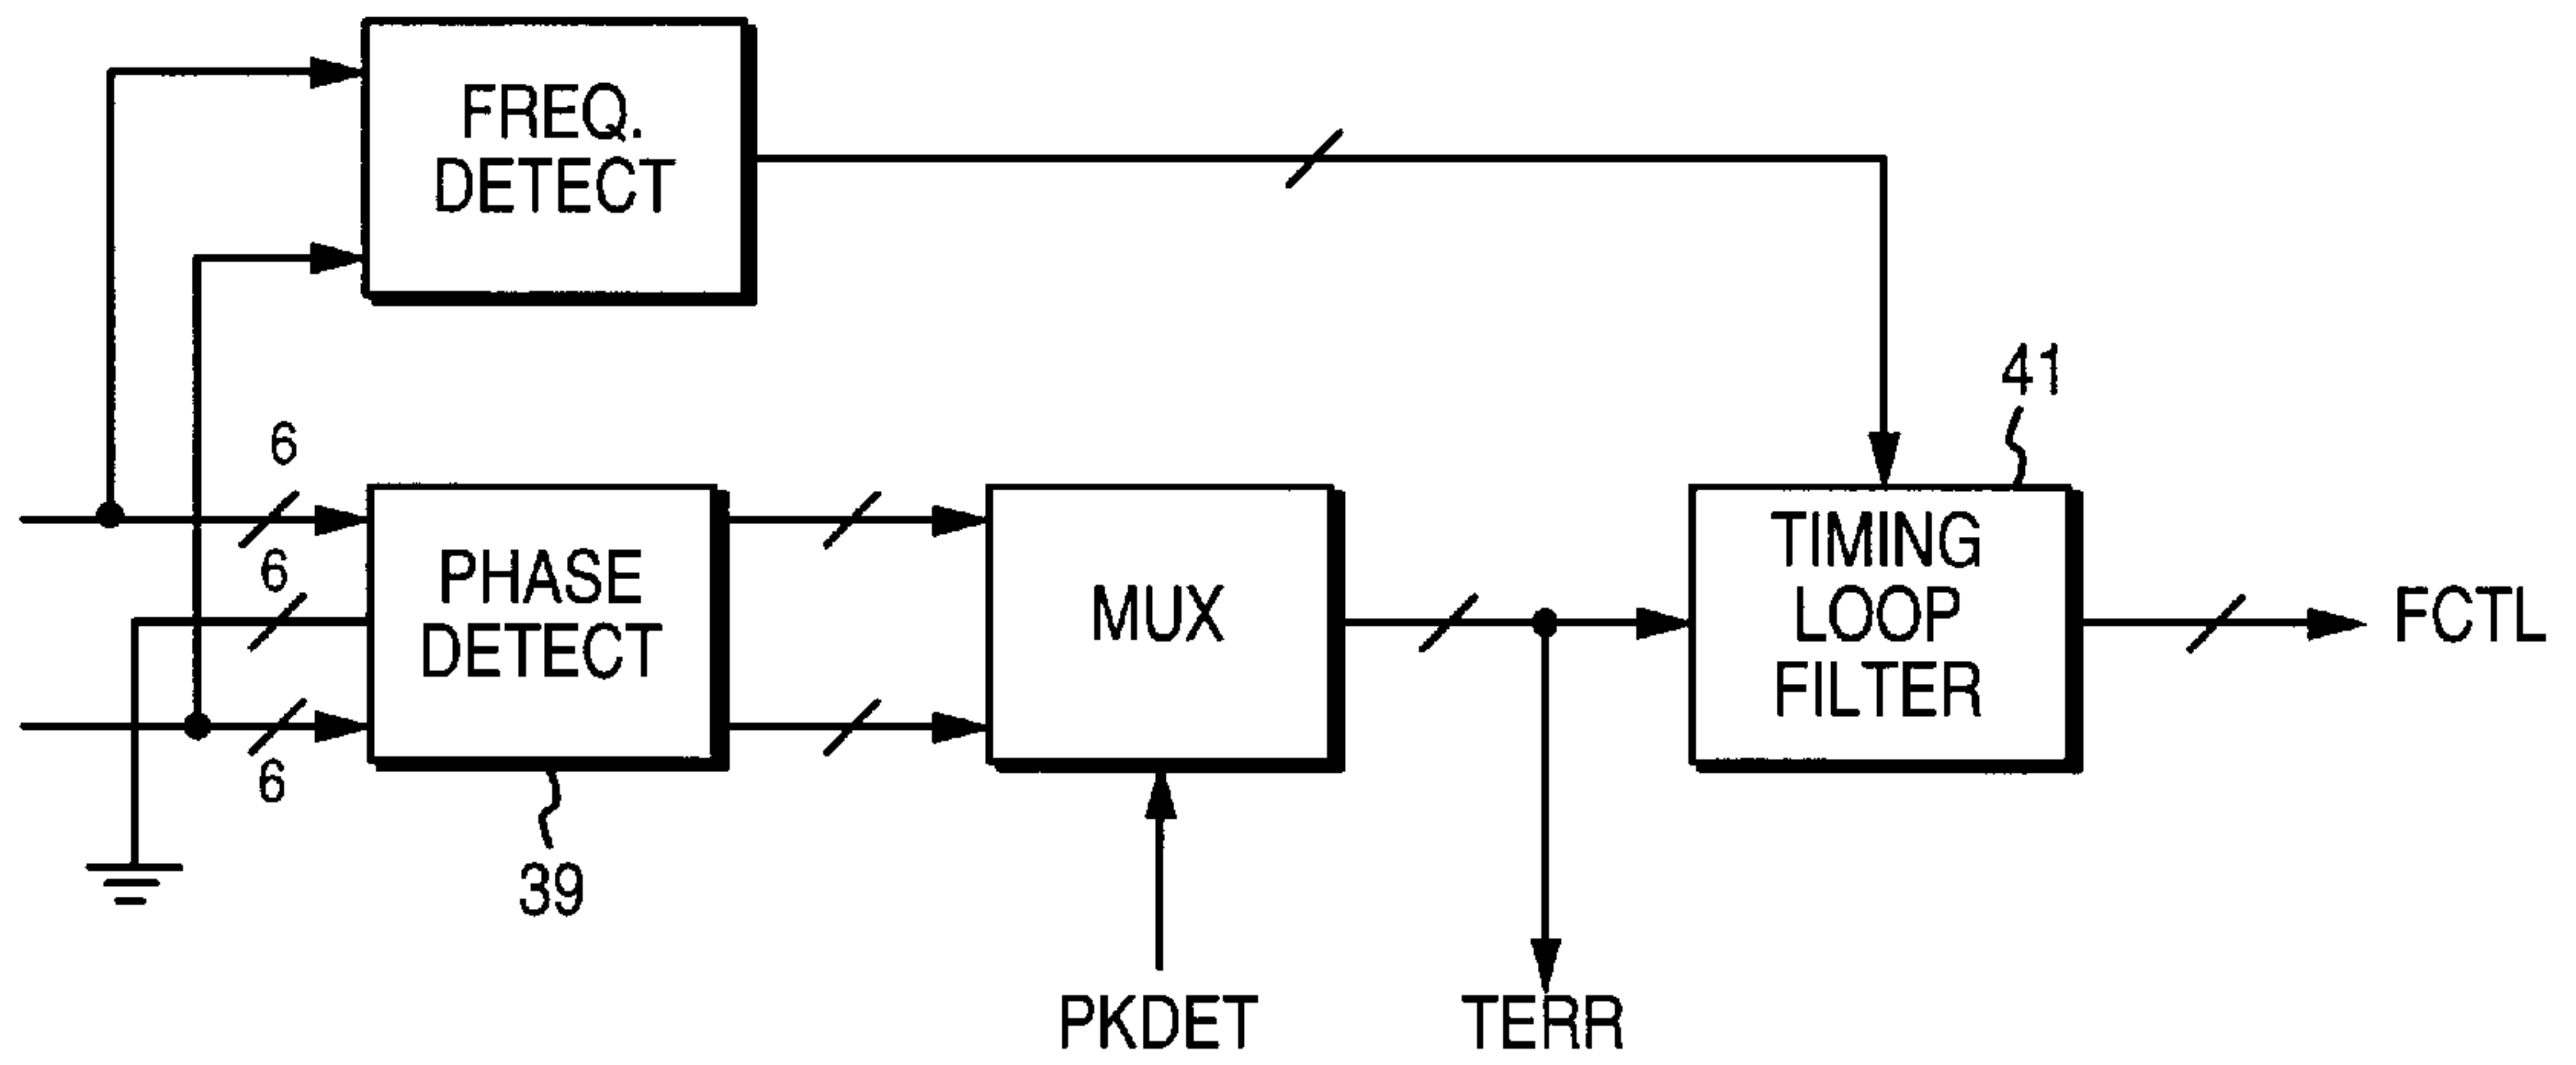 FREQ.
DETECT
41
6
6
6
PHASE
DETECT
39
MUX
TIMING
LOOP
FILTER
FCTL
PKDET
TERR